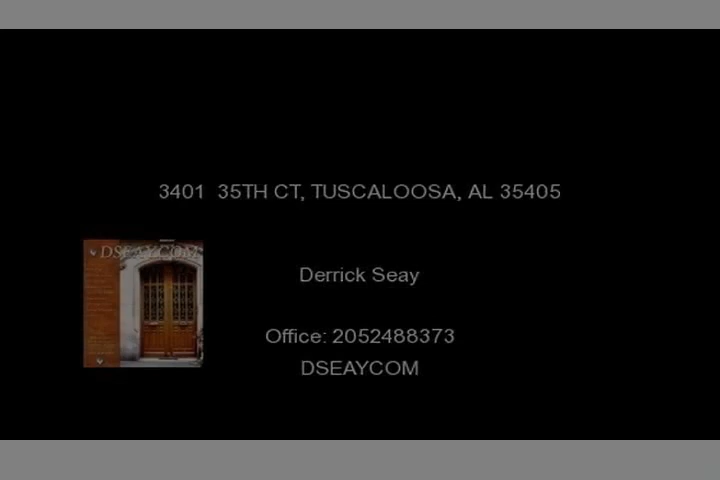 3401 35TH CT, TUSCALOOSA, AL 35405
DSEAYCOM
Derrick Seay
Office: 2052488373
DSEAYCOM